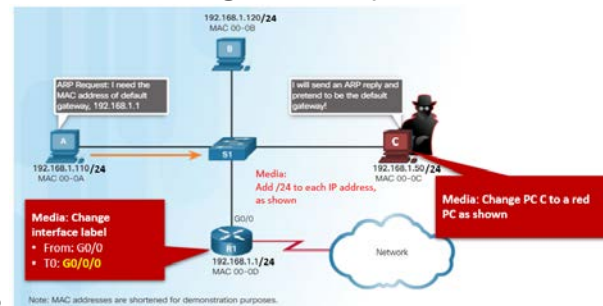 192.168.1.120/24
MAC 00-0B
B
ARP Request: I need the
MAC address of default
gateway, 192.168.1.1
I will send an ARP reply and
pretend to be the default
gateway!
A
S1
C
192.168.1.110/24
MAC 00-0A
192.168.1.50/24
MAC 00-0C
Media:
Add /24 to each IP address,
as shown
Media: Change PC C to a red
PC as shown
Media: Change
interface label
• From: G0/0
• T0: G0/0/0
G0/0
R1
192.168.1.1/24
MAC 00-0D
Network
Note: MAC addresses are shortened for demonstration purposes.